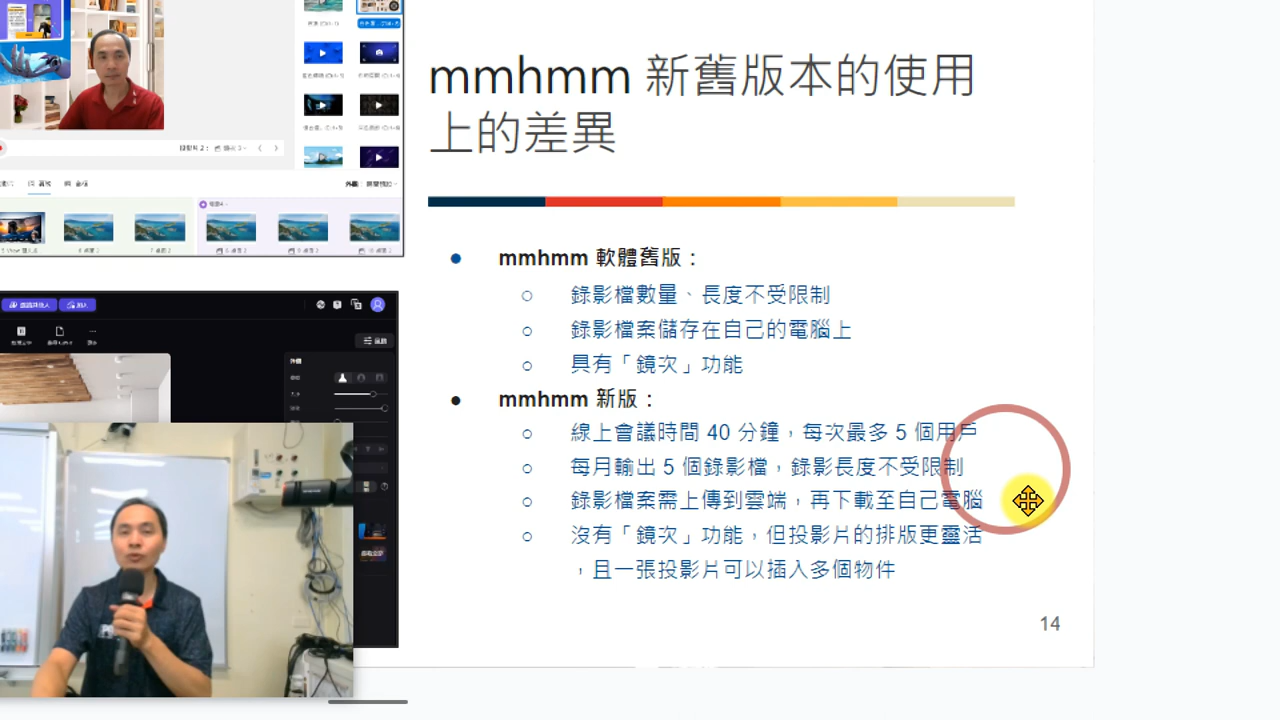 mmhmm 新舊版本的使用
上的差異
mmhmm 軟體舊版：
錄影檔數量、長度不受限制
錄影檔案儲存在自己的電腦上
具有「鏡次」功能
mmhmm 新版：
線上會議時間 40 分鐘，每次最多 5 個用戶
每月輸出 5 個錄影檔，錄影長度不受限制
錄影檔案需上傳到雲端，再下載至自己電腦
沒有「鏡次」功能，但投影片的排版更靈活
，且一張投影片可以插入多個物件
14